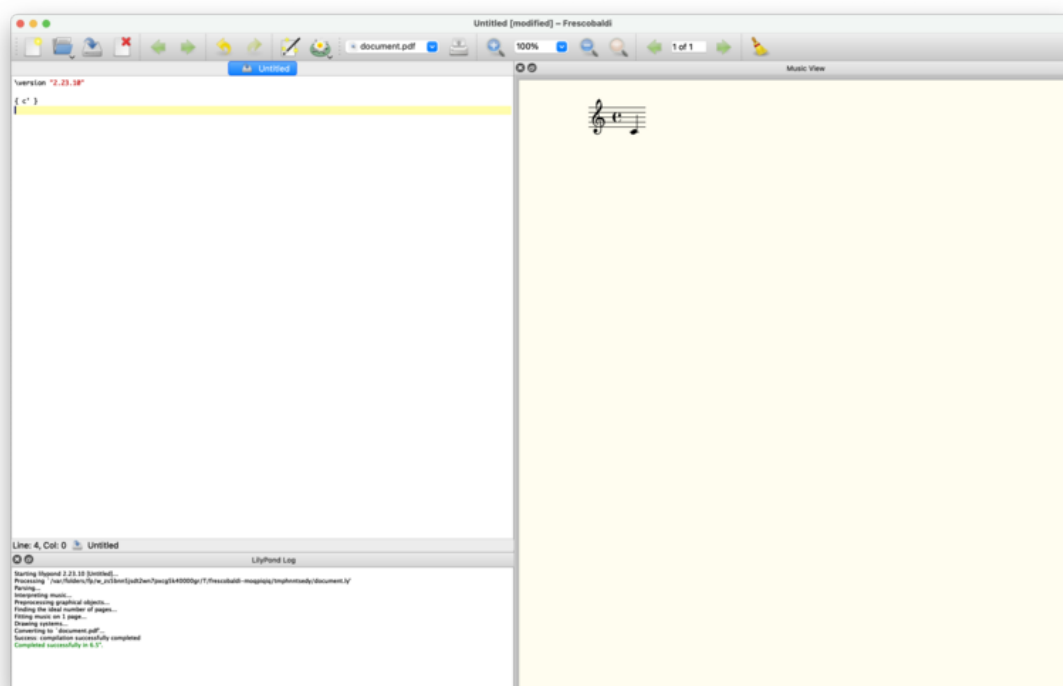 Untitled [modified] – Frescobaldi
document.pdf
100%
1 of 1
Untitled
Music View
\version "2.23.10"
{ c' }
Line: 4, Col: 0 Untitled
LilyPond Log
Starting lilypond 2.23.10 [Untitled]...
Parsing...
Interpreting music...
Preprocessing graphical objects...
Finding the ideal number of pages...
Fitting music on 1 page...
Drawing systems...
Converting to `document.pdf'...
Success: compilation successfully completed
Completed successfully in 6.5".